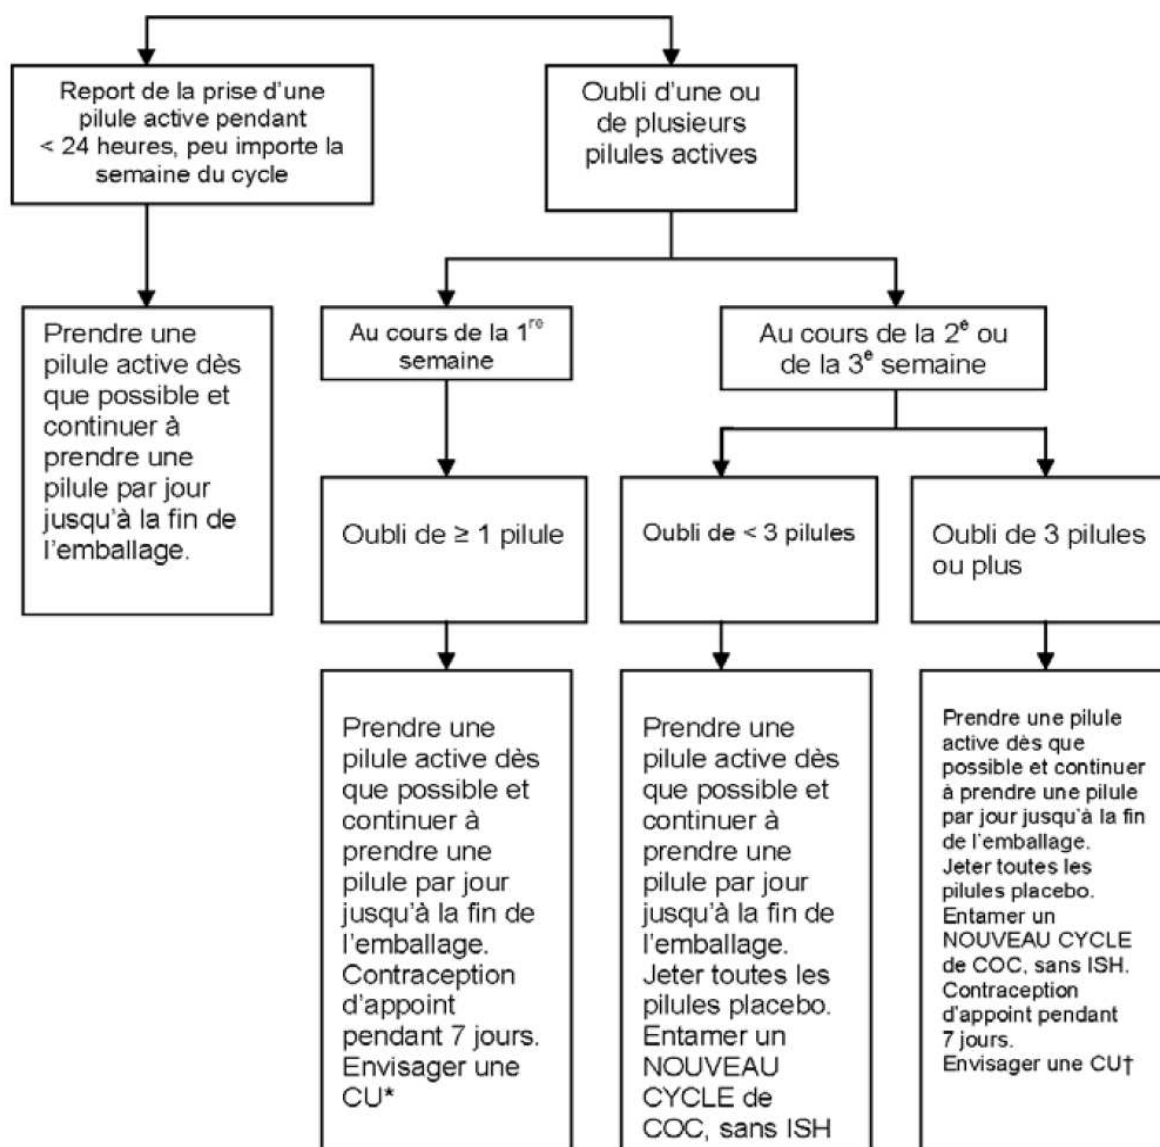 Report de la prise d'une
pilule active pendant
< 24 heures, peu importe la
semaine du cycle
Oubli d'une ou
de plusieurs
pilules actives
Prendre une
pilule active dès
que possible et
continuer à
prendre une
pilule par jour
jusqu'à la fin de
l'emballage.
Au cours de la 1re
semaine
Au cours de la 2e ou
de la 3e semaine
Oubli de ≥ 1 pilule
Oubli de < 3 pilules
Oubli de 3 pilules
ou plus
Prendre une
pilule active dès
que possible et
continuer à
prendre une
pilule par jour
jusqu'à la fin de
l'emballage.
Contraception
d'appoint
pendant 7 jours.
Envisager une
CU*
Prendre une
pilule active dès
que possible et
continuer à
prendre une
pilule par jour
jusqu'à la fin de
l'emballage.
Jeter toutes les
pilules placebo.
Entamer un
NOUVEAU
CYCLE de
COC, sans ISH
Prendre une pilule
active dès que
possible et continuer
à prendre une pilule
par jour jusqu'à la fin
de l'emballage.
Jeter toutes les
pilules placebo.
Entamer un
NOUVEAU CYCLE
de COC, sans ISH.
Contraception
d'appoint pendant
7 jours.
Envisager une CU†